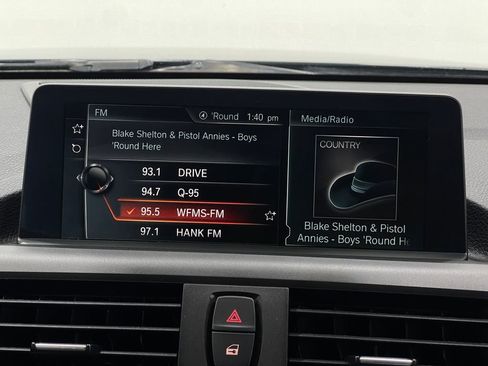 FM
'Round 1:40 pm
Media/Radio
Blake Shelton & Pistol Annies - Boys
'Round Here
93.1 DRIVE
94.7 Q-95
95.5 WFMS-FM
97.1 HANK FM
COUNTRY
Blake Shelton & Pistol
Annies - Boys 'Round He